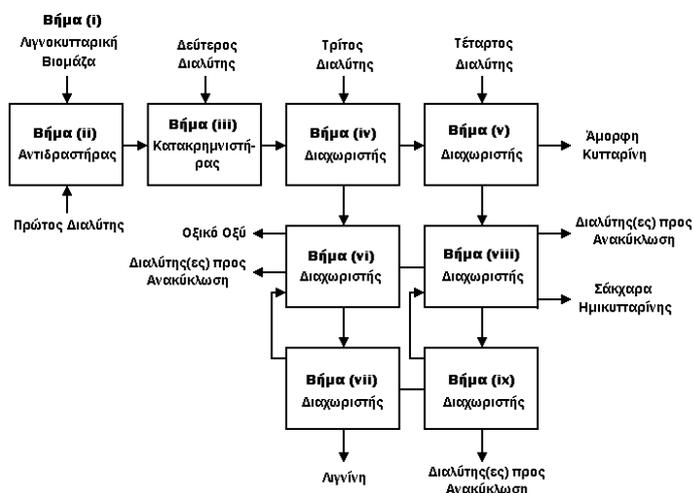 Βήμα (i)
Λιγνοκυτταρική
Βιομάζα
Δεύτερος
Διαλύτης
Τρίτος
Διαλύτης
Τέταρτος
Διαλύτης
Βήμα (ii)
Αντιδραστήρας
Βήμα (iii)
Κατακρημνιστή-
ρας
Βήμα (iv)
Διαχωριστής
Βήμα (v)
Διαχωριστής
Άμορφη
Κυτταρίνη
Πρώτος Διαλύτης
Οξικό Οξύ
Διαλύτης(ες) προς
Ανακύκλωση
Βήμα (vi)
Διαχωριστής
Βήμα (viii)
Διαχωριστής
Διαλύτης(ες) προς
Ανακύκλωση
Σάκχαρα
Ημικυτταρίνης
Βήμα (vii)
Διαχωριστής
Βήμα (ix)
Διαχωριστής
Λιγνίνη
Διαλύτης(ες) προς
Ανακύκλωση